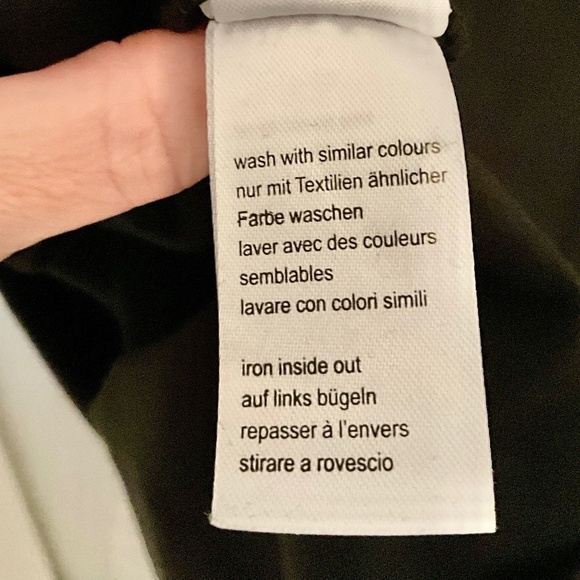 wash with similar colours
nur mit Textilien ähnlicher
Farbe waschen
laver avec des couleurs
semblables
lavare con colori simili
iron inside out
auf links bügeln
repasser à l'envers
stirare a rovescio